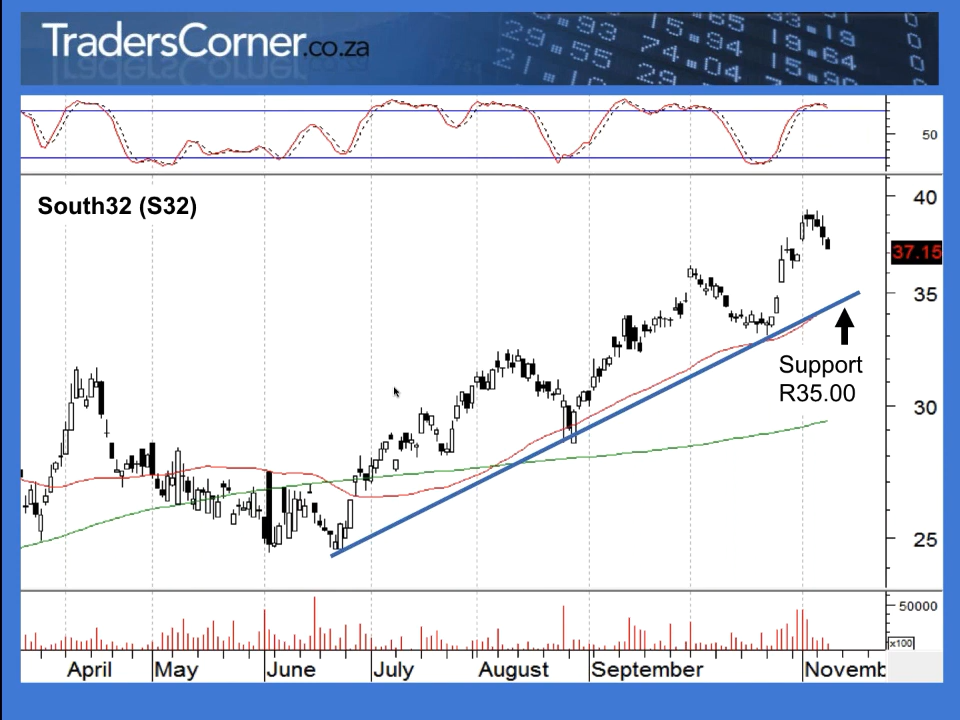 TradersCorner.co.za
50
South32 (S32)
40
37.15
35
Support
R35.00
30
25
50000
x100
April May June July August September Novemb